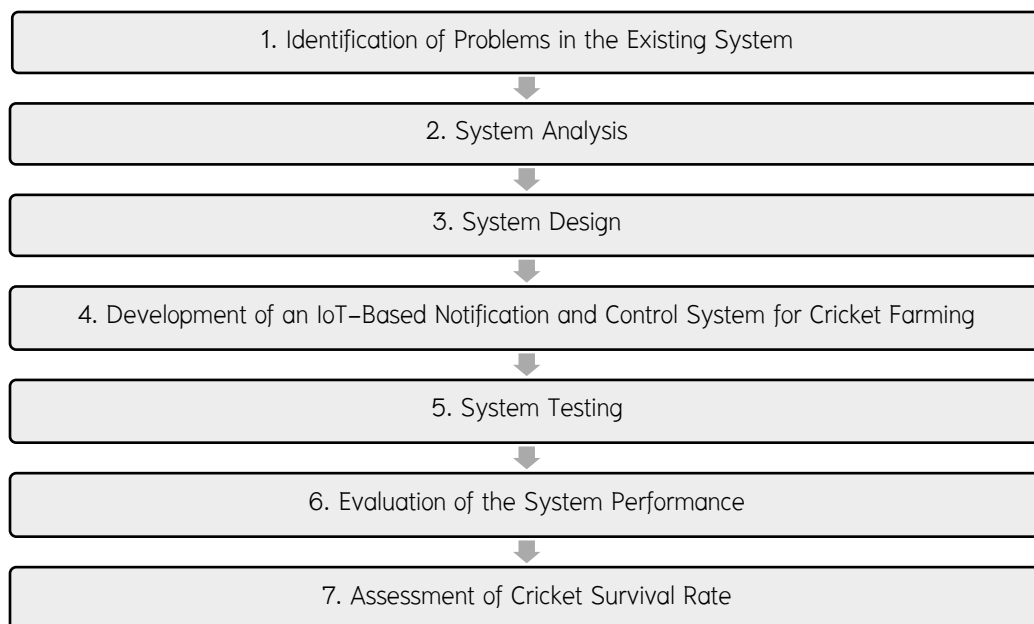 1. Identification of Problems in the Existing System
2. System Analysis
3. System Design
4. Development of an IoT-Based Notification and Control System for Cricket Farming
5. System Testing
6. Evaluation of the System Performance
7. Assessment of Cricket Survival Rate